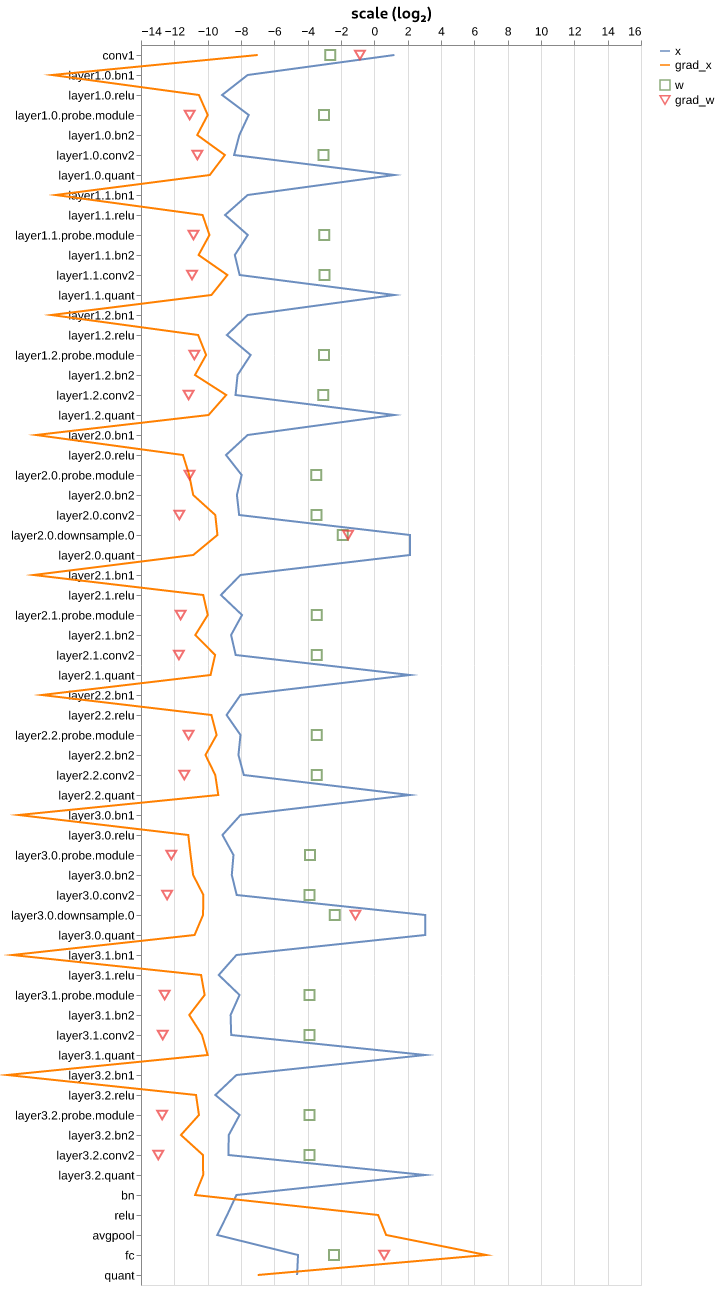 scale (log₂)
−14 −12 −10 −8 −6 −4 −2 0 2 4 6 8 10 12 14 16
x
grad_x
w
grad_w
conv1
layer1.0.bn1
layer1.0.relu
layer1.0.probe.module
layer1.0.bn2
layer1.0.conv2
layer1.0.quant
layer1.1.bn1
layer1.1.relu
layer1.1.probe.module
layer1.1.bn2
layer1.1.conv2
layer1.1.quant
layer1.2.bn1
layer1.2.relu
layer1.2.probe.module
layer1.2.bn2
layer1.2.conv2
layer1.2.quant
layer2.0.bn1
layer2.0.relu
layer2.0.probe.module
layer2.0.bn2
layer2.0.conv2
layer2.0.downsample.0
layer2.0.quant
layer2.1.bn1
layer2.1.relu
layer2.1.probe.module
layer2.1.bn2
layer2.1.conv2
layer2.1.quant
layer2.2.bn1
layer2.2.relu
layer2.2.probe.module
layer2.2.bn2
layer2.2.conv2
layer2.2.quant
layer3.0.bn1
layer3.0.relu
layer3.0.probe.module
layer3.0.bn2
layer3.0.conv2
layer3.0.downsample.0
layer3.0.quant
layer3.1.bn1
layer3.1.relu
layer3.1.probe.module
layer3.1.bn2
layer3.1.conv2
layer3.1.quant
layer3.2.bn1
layer3.2.relu
layer3.2.probe.module
layer3.2.bn2
layer3.2.conv2
layer3.2.quant
bn
relu
avgpool
fc
quant